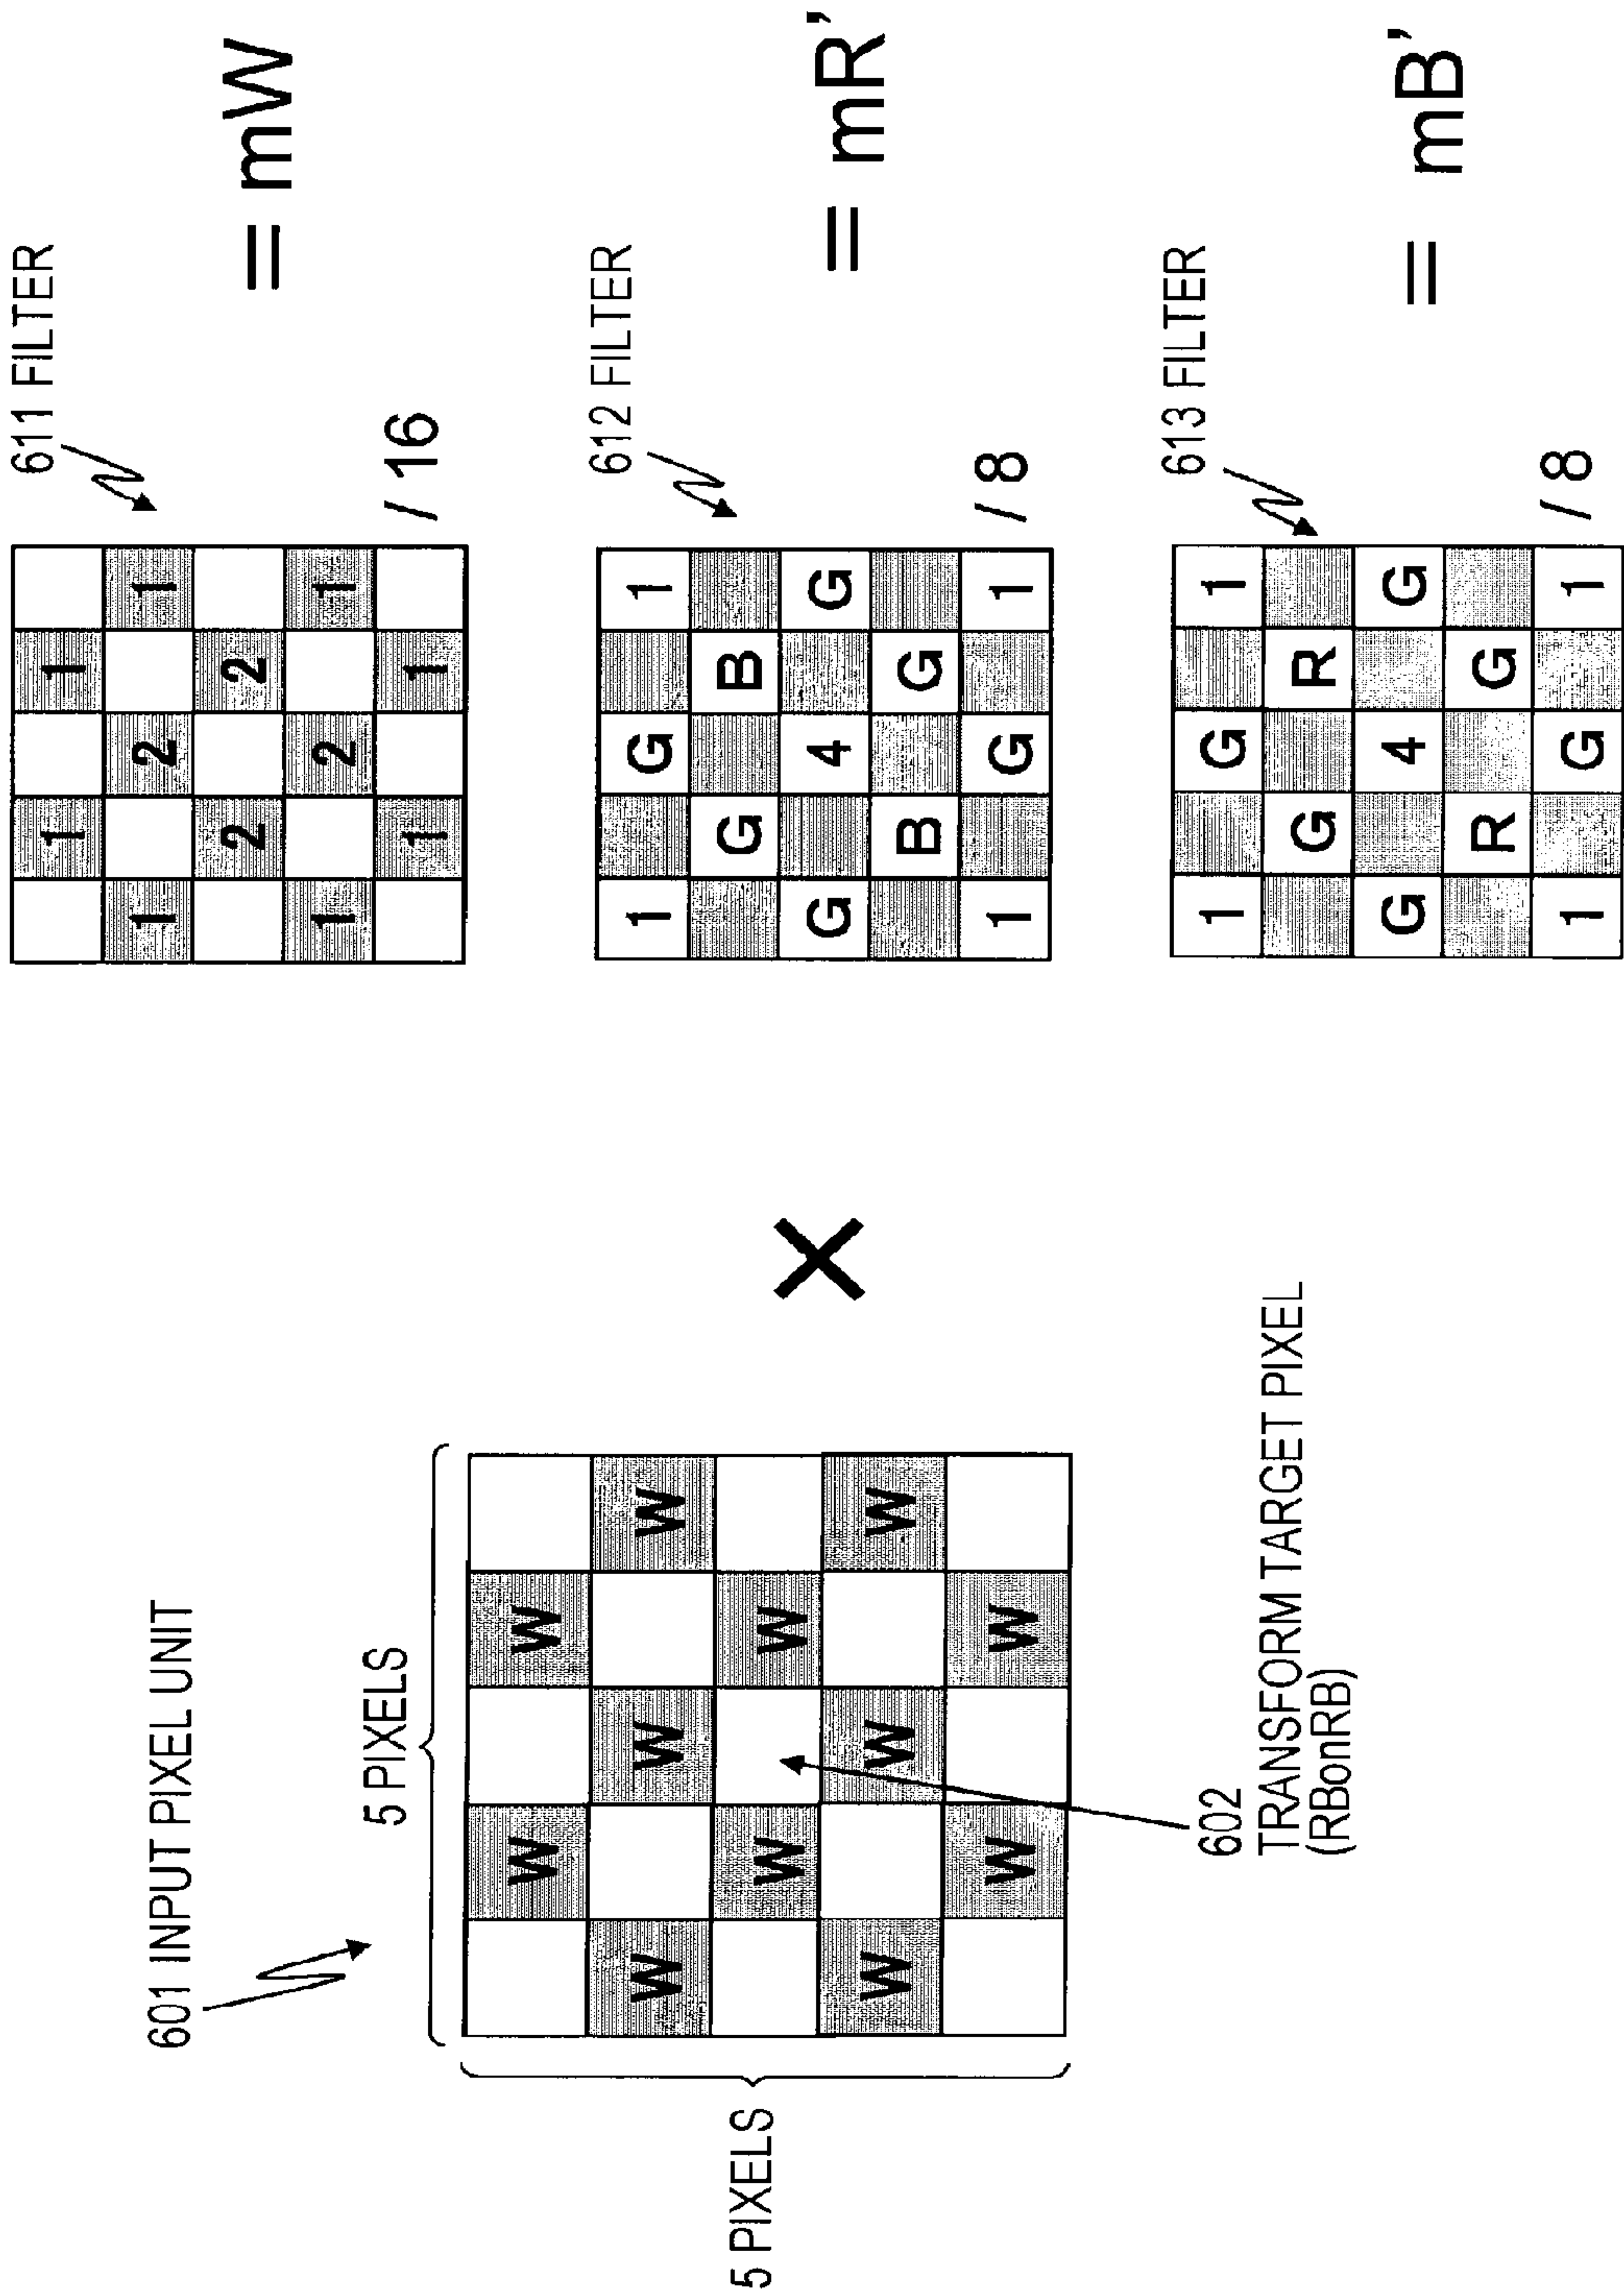 601 INPUT PIXEL UNIT
5 PIXELS
5 PIXELS
W W
W W W
W W
W W W
W W
602
TRANSFORM TARGET PIXEL
(RBonRB)
×
611 FILTER
1 1
1 2 1
2 2
1 2 1
1 1
/ 16
= mW
612 FILTER
1 G 1
G B
G 4 G
B G
1 G 1
/ 8
= mR'
613 FILTER
1 G 1
G R
G 4 G
R G
1 G 1
/ 8
= mB'